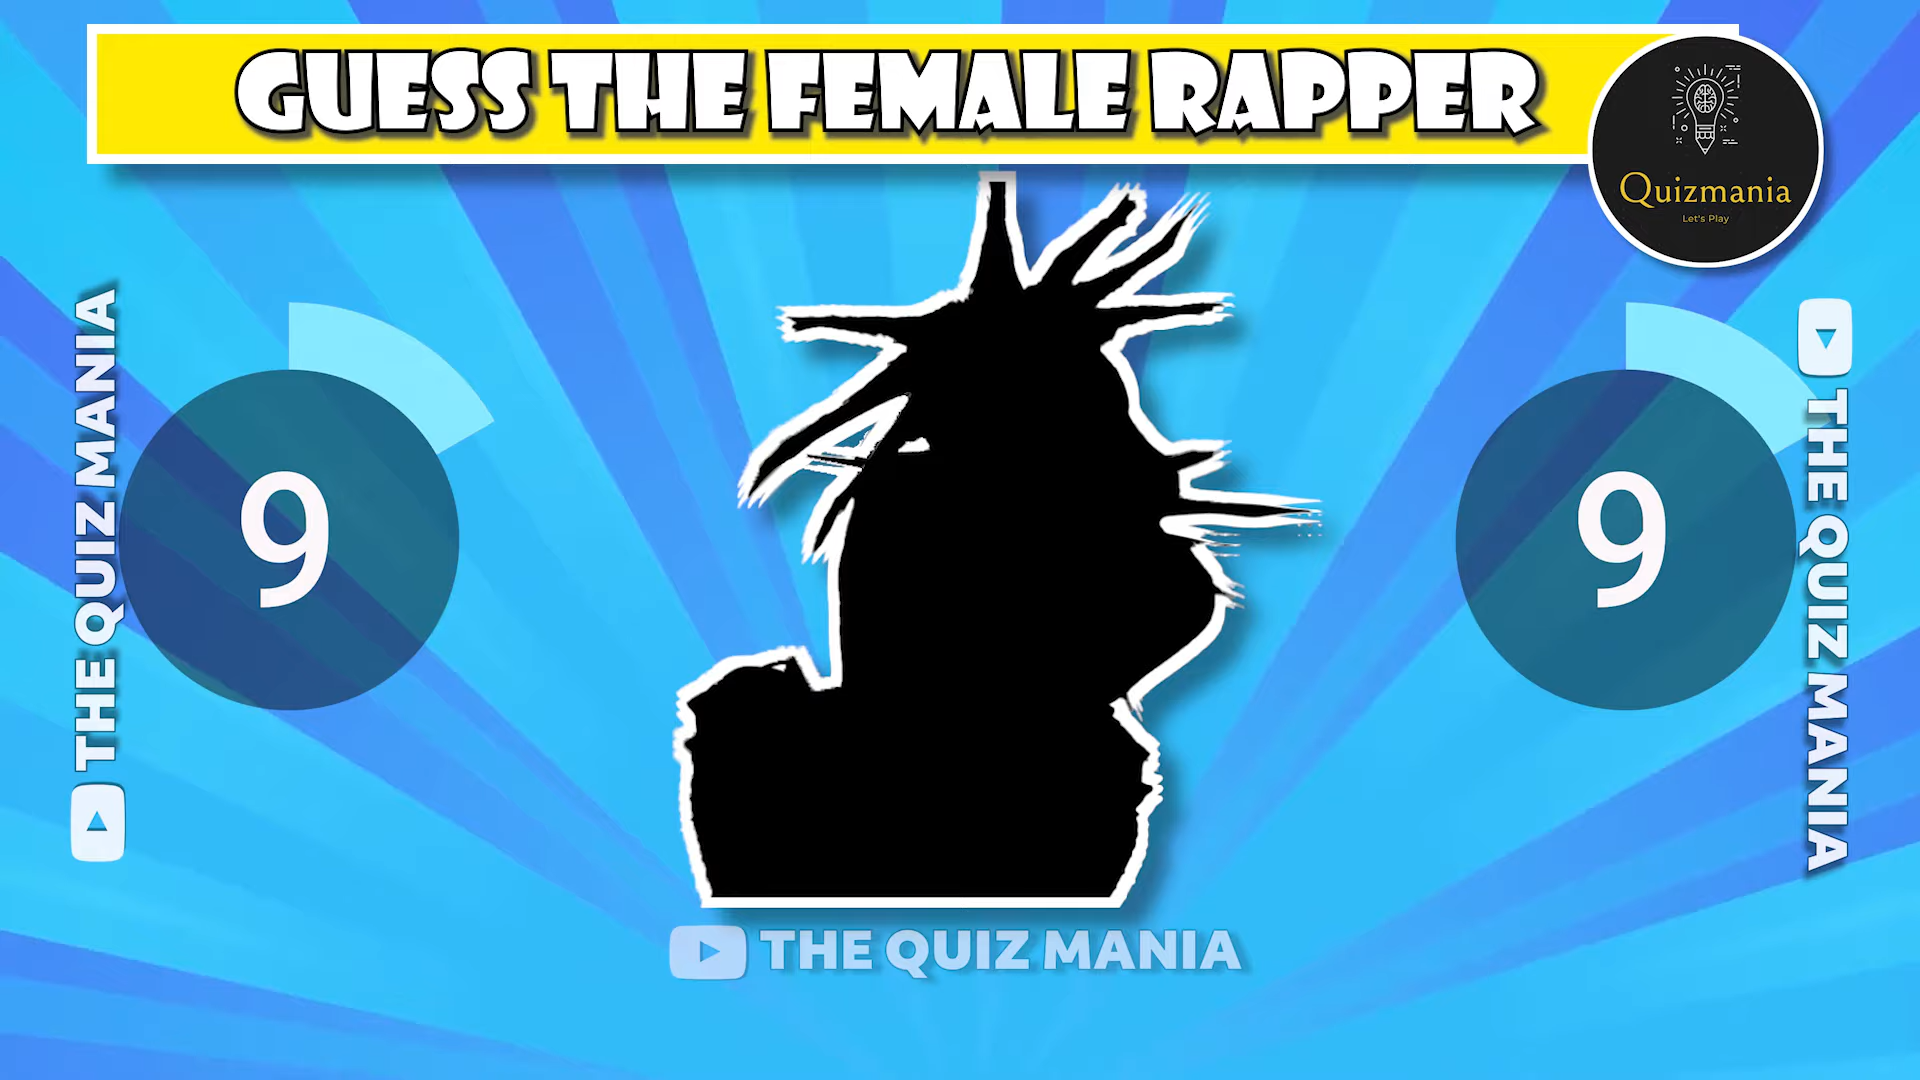 GUESS THE FEMALE RAPPER
Quizmania
Let's Play
THE QUIZ MANIA
9
9
THE QUIZ MANIA
THE QUIZ MANIA